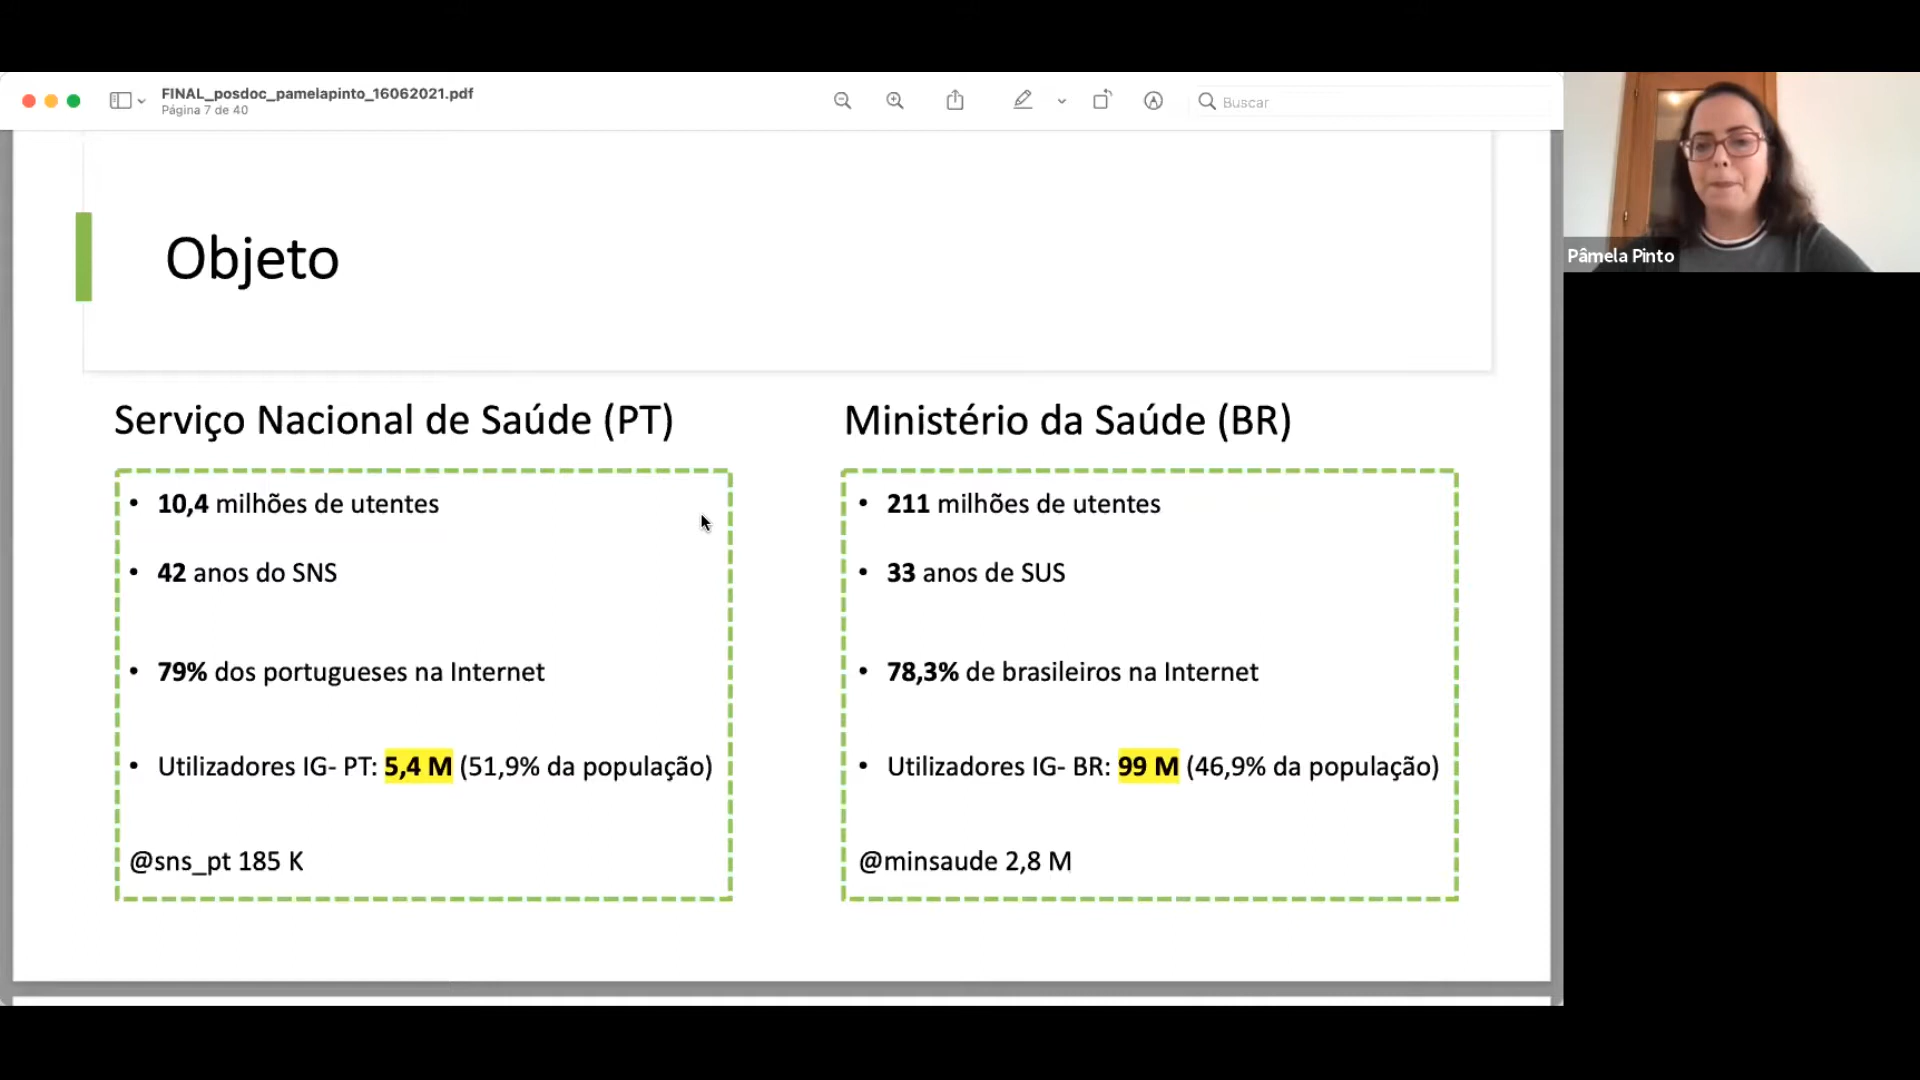 FINAL_posdoc_pamelapinto_16062021.pdf
Página 7 de 40
Buscar
Pâmela Pinto
Objeto
Serviço Nacional de Saúde (PT)
• 10,4 milhões de utentes
• 42 anos do SNS
• 79% dos portugueses na Internet
• Utilizadores IG- PT: 5,4 M (51,9% da população)
@sns_pt 185 K
Ministério da Saúde (BR)
• 211 milhões de utentes
• 33 anos de SUS
• 78,3% de brasileiros na Internet
• Utilizadores IG- BR: 99 M (46,9% da população)
@minsaude 2,8 M